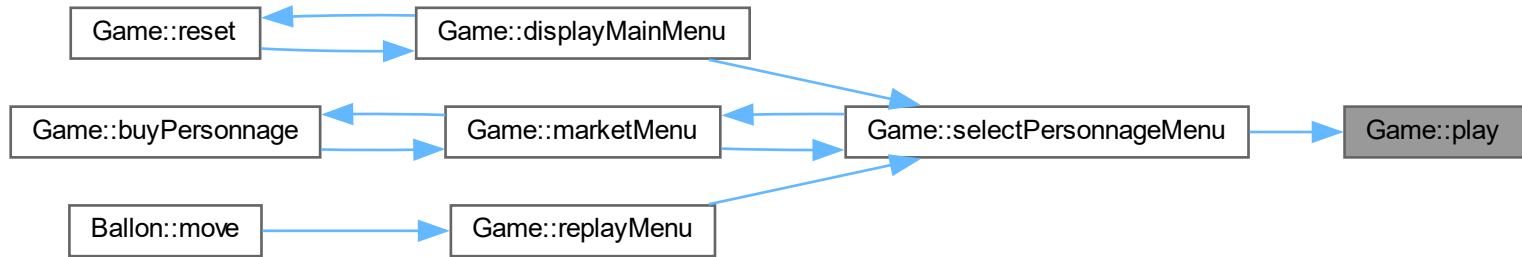 Game::reset
Game::displayMainMenu
Game::buyPersonnage
Game::marketMenu
Game::selectPersonnageMenu
Game::play
Ballon::move
Game::replayMenu